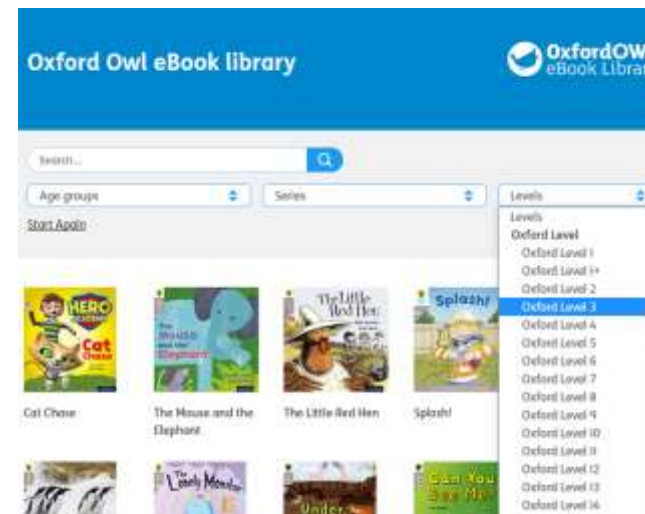 Oxford Owl eBook library
OxfordOW
eBook Librar
Search...
Age groups
Series
Levels
Start Again
Levels
Oxford Level
Oxford Level 1
Oxford Level 1+
Oxford Level 2
Oxford Level 3
Oxford Level 4
Oxford Level 5
Oxford Level 6
Oxford Level 7
Oxford Level 8
Oxford Level 9
Oxford Level 10
Oxford Level 11
Oxford Level 12
Oxford Level 13
Oxford Level 14
HERO
Cat
Chase
The
Mouse
and the
Elephant
The Little
Red Hen
Splash!
Cat Chase
The Mouse and the
Elephant
The Little Red Hen
Splash!
The
Lonely Monster
Under
Can You
See Me?